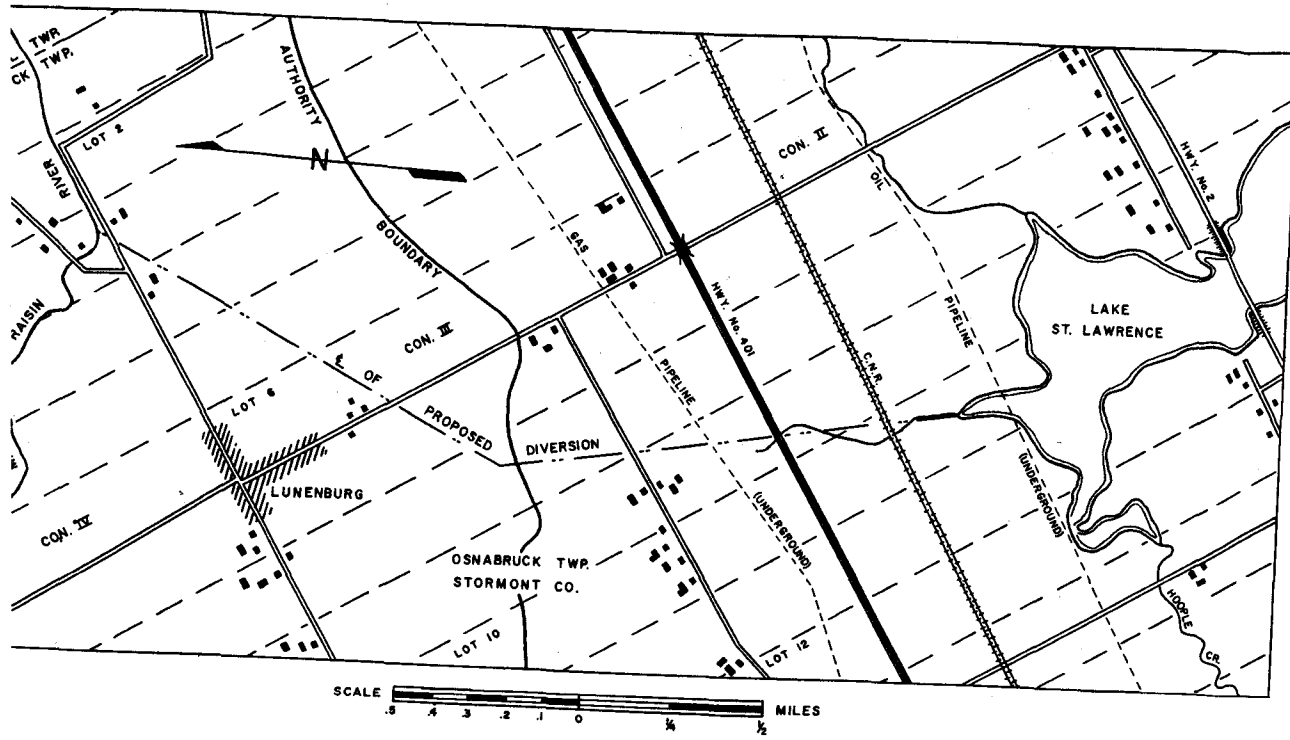 TWP.
CK TWP.
LOT 2
RIVER
RAISIN
AUTHORITY
BOUNDARY
N
GAS
PIPELINE
(UNDERGROUND)
CON. II
OIL
PIPELINE
(UNDERGROUND)
HWY. No. 2
HWY. No. 401
C.N.R.
LAKE
ST. LAWRENCE
CON. III
LOT 6
℄ OF
PROPOSED
DIVERSION
LUNENBURG
CON. IV
OSNABRUCK TWP.
STORMONT CO.
LOT 10
LOT 12
HOOPLE
CR.
SCALE
MILES
.5 .4 .3 .2 .1 0 ¼ ½